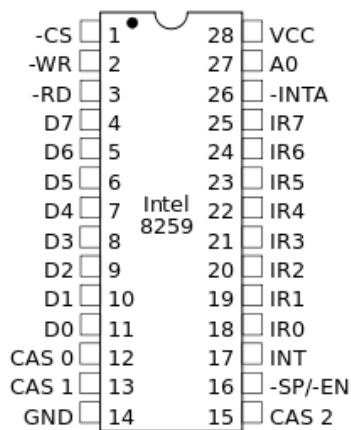 -CS 1 28 VCC
-WR 2 27 A0
-RD 3 26 -INTA
D7 4 25 IR7
D6 5 24 IR6
D5 6 23 IR5
D4 7 Intel 22 IR4
D3 8 8259 21 IR3
D2 9 20 IR2
D1 10 19 IR1
D0 11 18 IR0
CAS 0 12 17 INT
CAS 1 13 16 -SP/-EN
GND 14 15 CAS 2